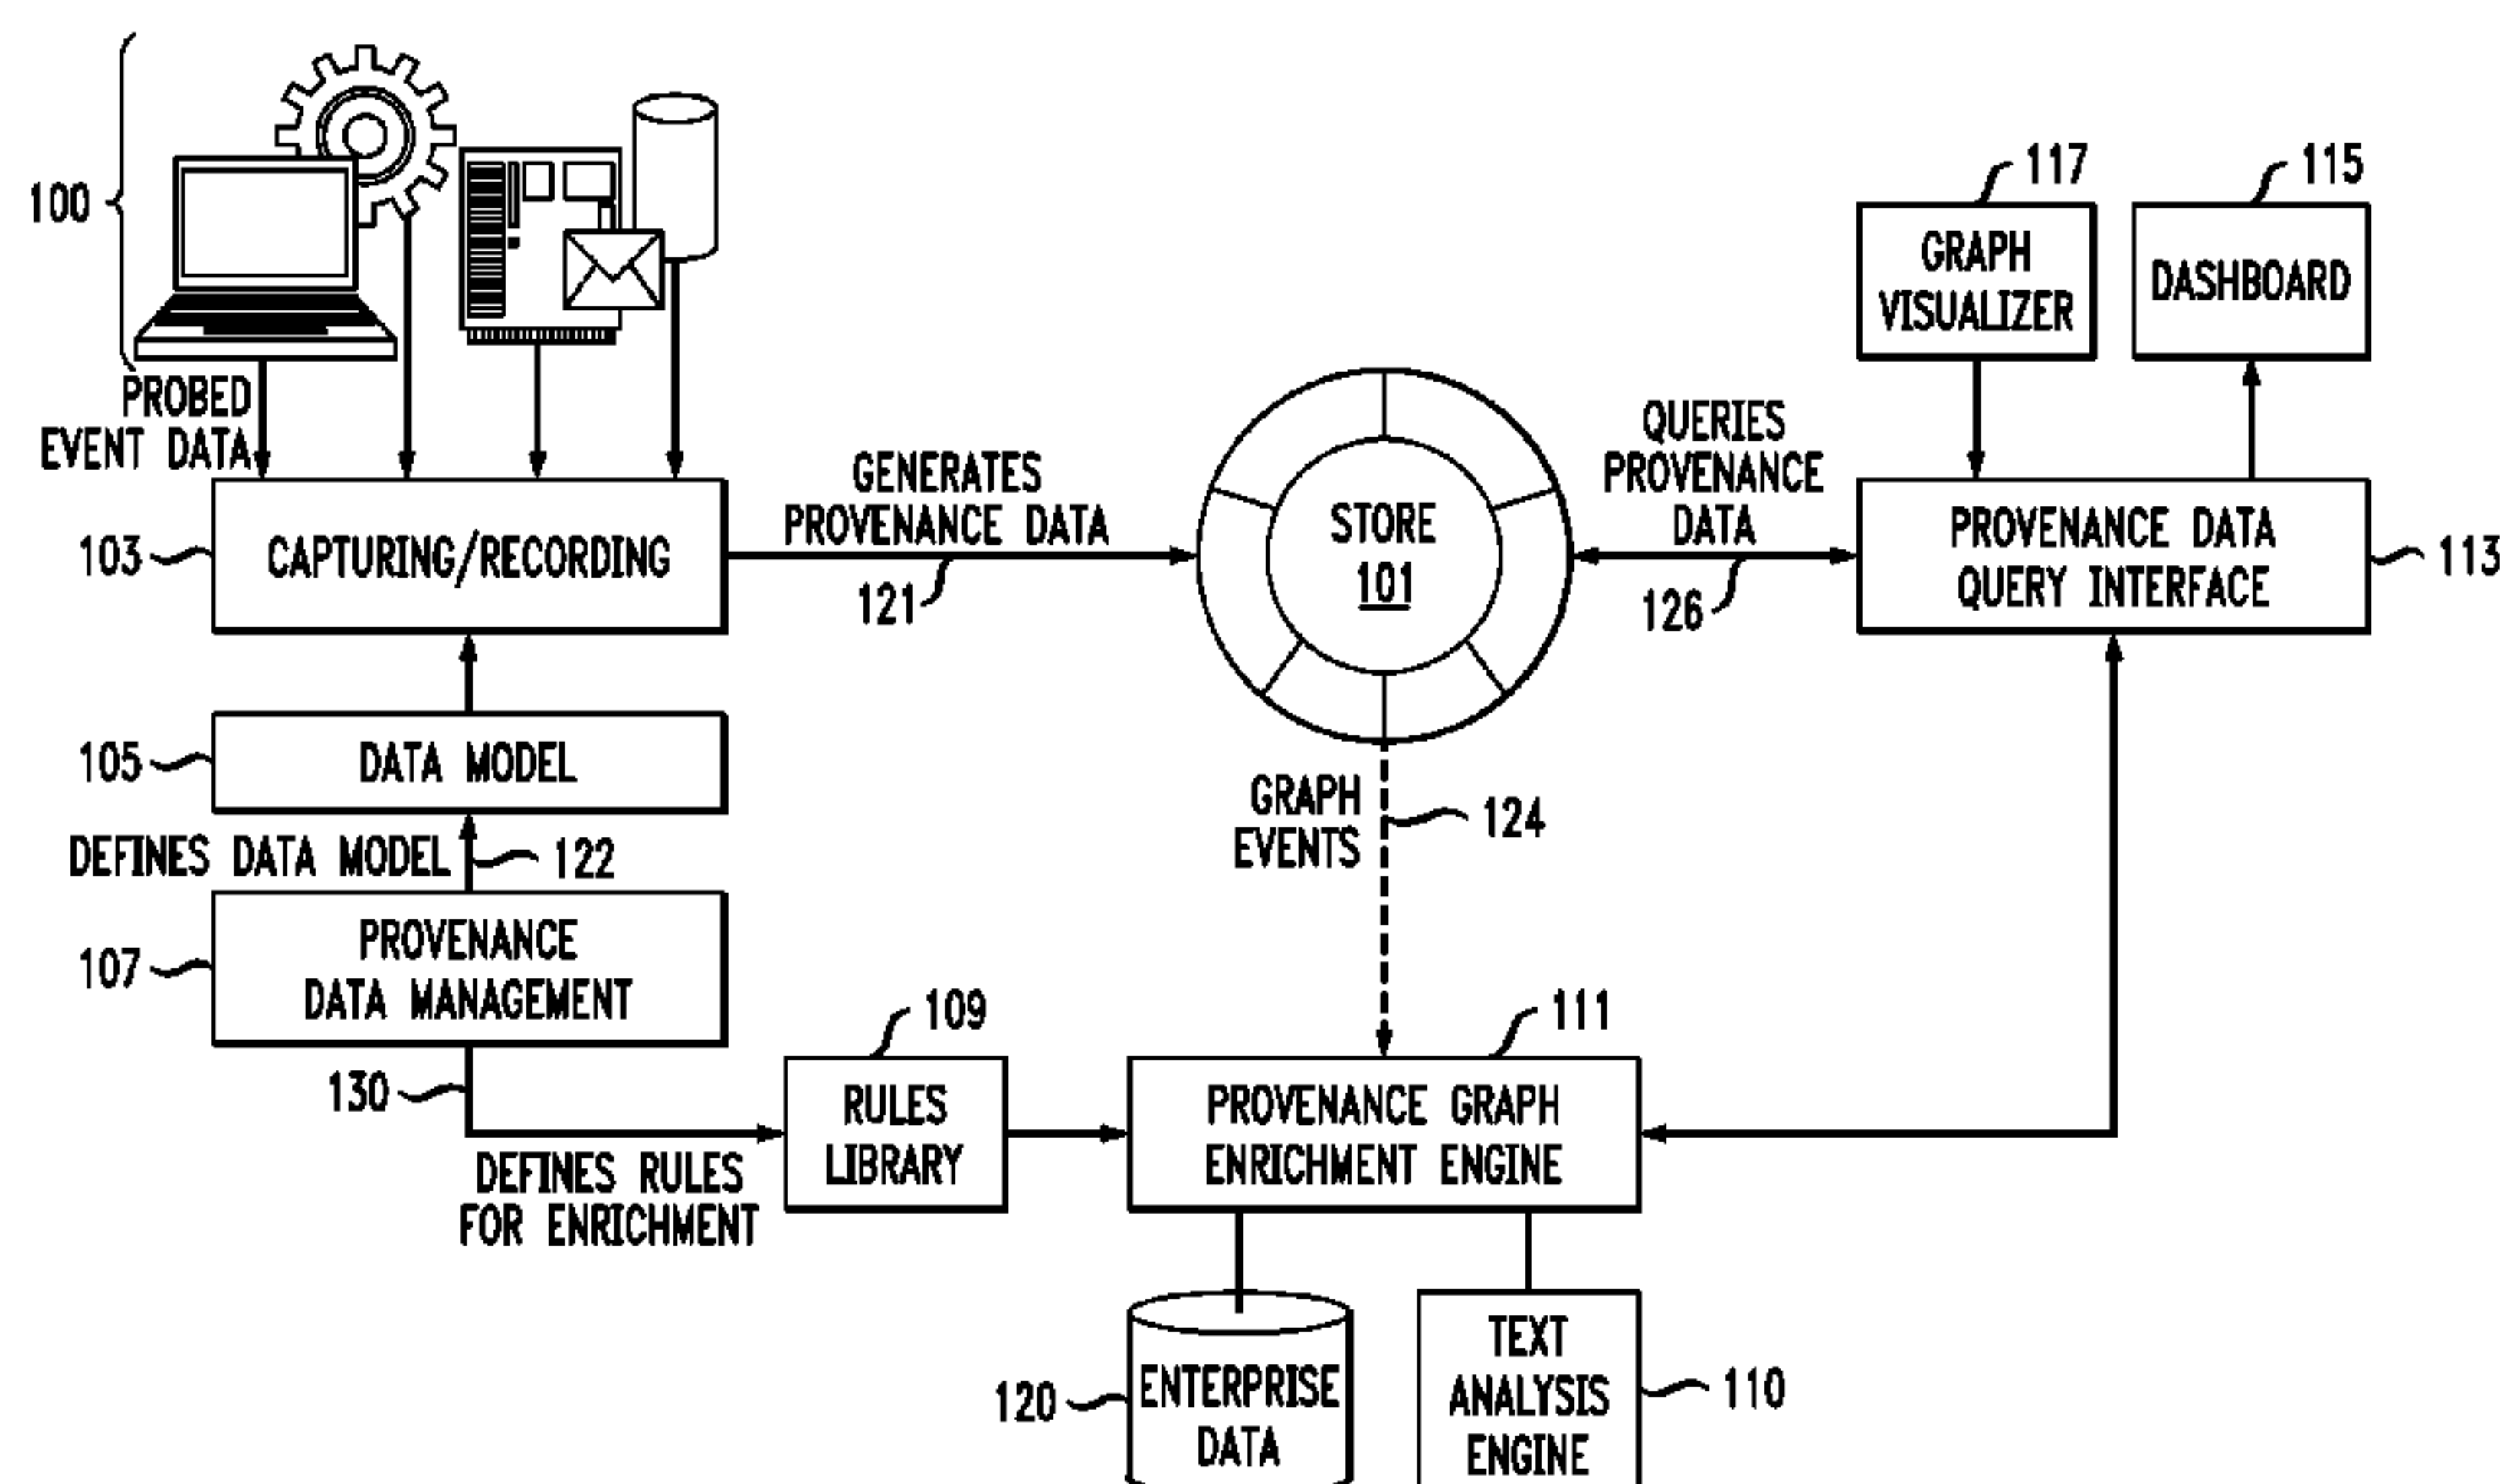 100
PROBED
EVENT DATA
117
115
GRAPH
VISUALIZER
DASHBOARD
103
CAPTURING/RECORDING
GENERATES
PROVENANCE DATA
121
STORE
101
QUERIES
PROVENANCE
DATA
126
PROVENANCE DATA
QUERY INTERFACE
113
105
DATA MODEL
DEFINES DATA MODEL
122
GRAPH
EVENTS
124
107
PROVENANCE
DATA MANAGEMENT
130
DEFINES RULES
FOR ENRICHMENT
109
RULES
LIBRARY
111
PROVENANCE GRAPH
ENRICHMENT ENGINE
120
ENTERPRISE
DATA
TEXT
ANALYSIS
ENGINE
110